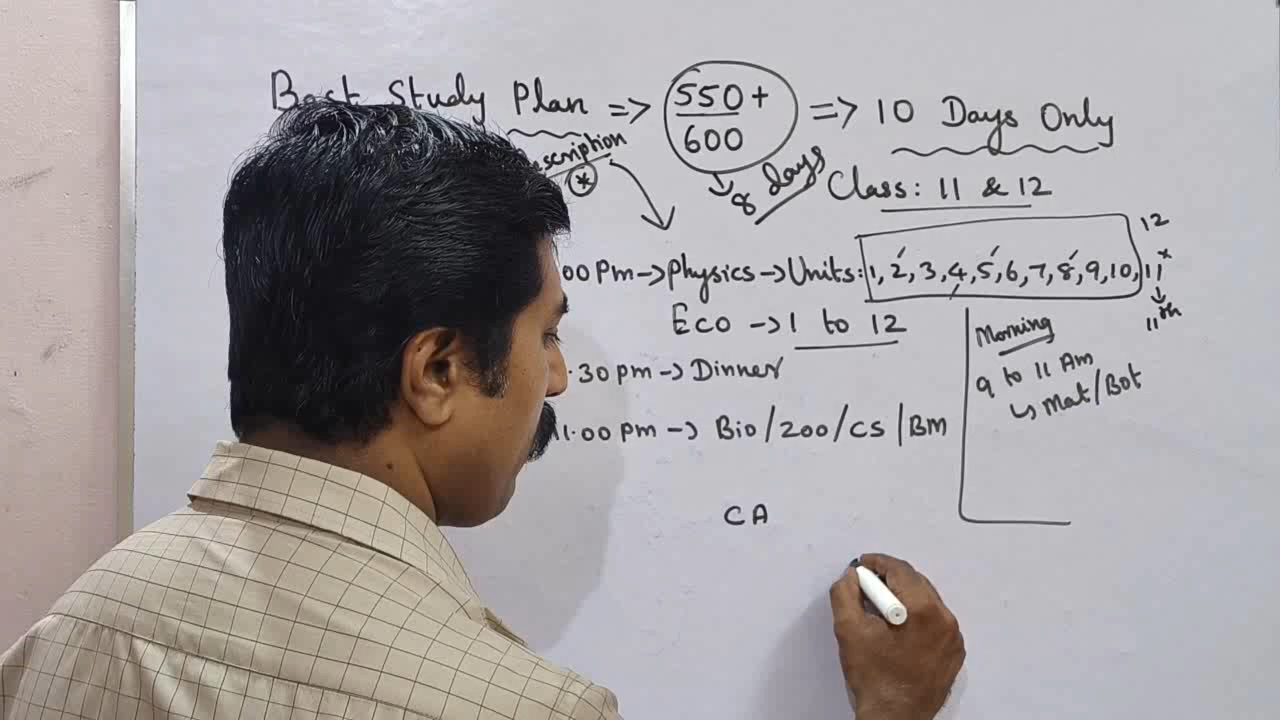 Best Study Plan => 550+/600 => 10 Days Only
8 days
Class: 11 & 12
00 Pm → Physics → Units: 1, 2, 3, 4, 5, 6, 7, 8, 9, 10, 11
12
11th
Eco → 1 to 12
.30 pm → Dinner
11.00 pm → Bio/Zoo/CS/BM
CA
Morning
9 to 11 Am
↳ Mat/Bot